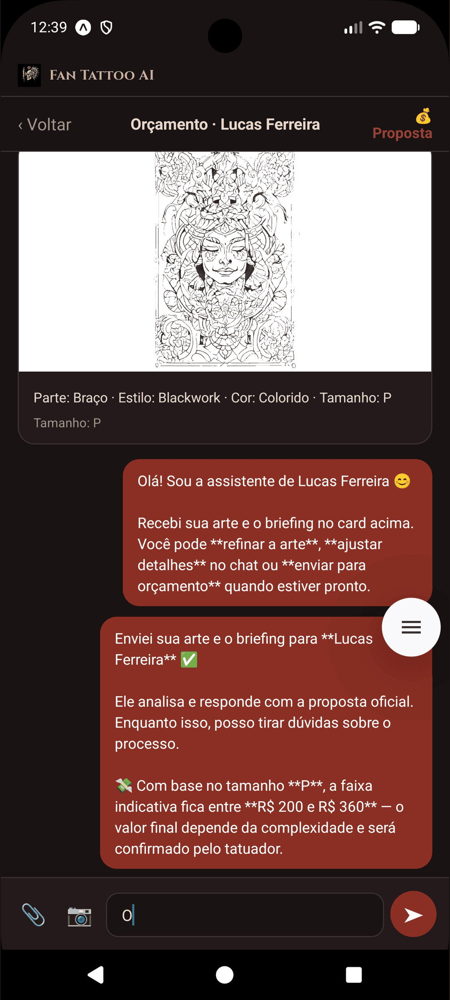 12:39
FAN TATTOO AI
‹ Voltar
Orçamento · Lucas Ferreira
Proposta
Parte: Braço · Estilo: Blackwork · Cor: Colorido · Tamanho: P
Tamanho: P
Olá! Sou a assistente de Lucas Ferreira 😊
Recebi sua arte e o briefing no card acima.
Você pode **refinar a arte**, **ajustar
detalhes** no chat ou **enviar para
orçamento** quando estiver pronto.
Enviei sua arte e o briefing para **Lucas
Ferreira** ✅
Ele analisa e responde com a proposta oficial.
Enquanto isso, posso tirar dúvidas sobre o
processo.
💸 Com base no tamanho **P**, a faixa
indicativa fica entre **R$ 200 e R$ 360** — o
valor final depende da complexidade e será
confirmado pelo tatuador.
O